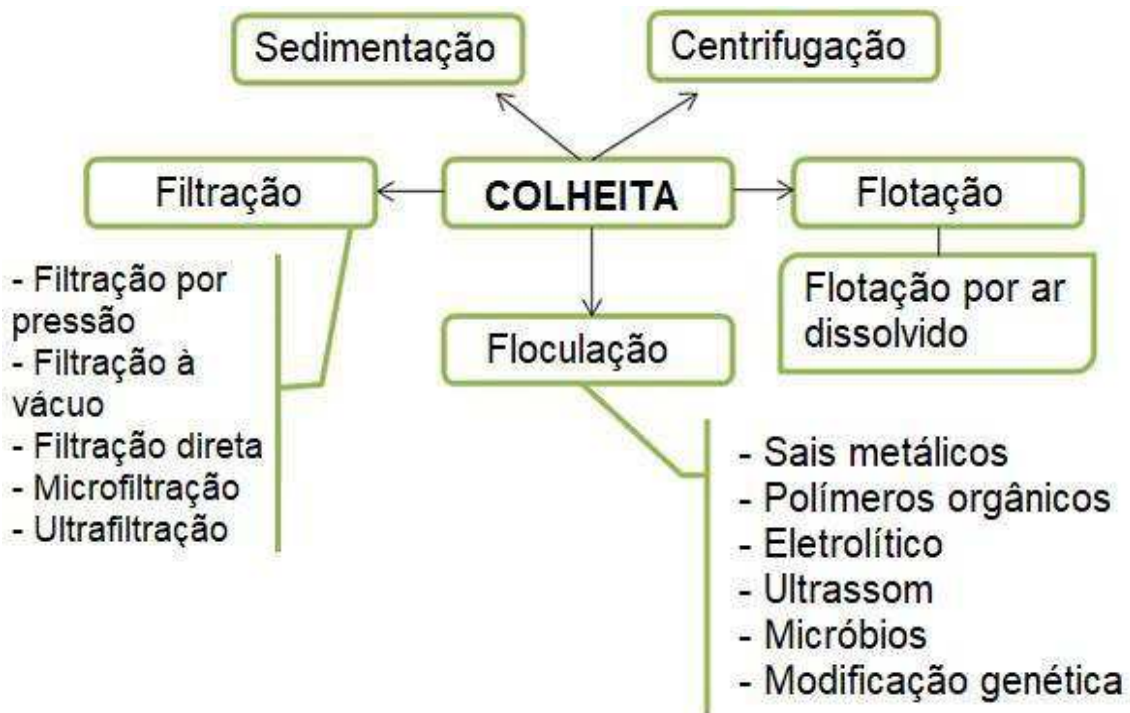 Sedimentação
Centrifugação
Filtração
COLHEITA
Flotação
- Filtração por
pressão
- Filtração à
vácuo
- Filtração direta
- Microfiltração
- Ultrafiltração
Floculação
Flotação por ar
dissolvido
- Sais metálicos
- Polímeros orgânicos
- Eletrolítico
- Ultrassom
- Micróbios
- Modificação genética